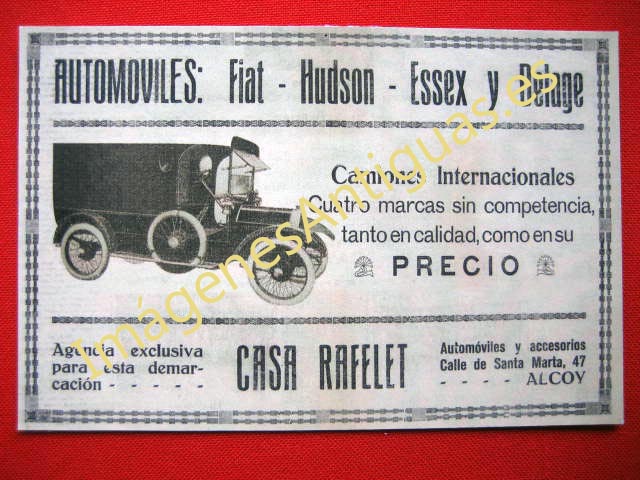 AUTOMOVILES: Fiat - Hudson - Essex y Delage
Camiones Internacionales
Cuatro marcas sin competencia,
tanto en calidad, como en su
PRECIO
Agencia exclusiva
para esta demar-
cación - - - - -
CASA RAFELET
Automóviles y accesorios
Calle de Santa Marta, 47
- - - - ALCOY
ImágenesAntiguas.es